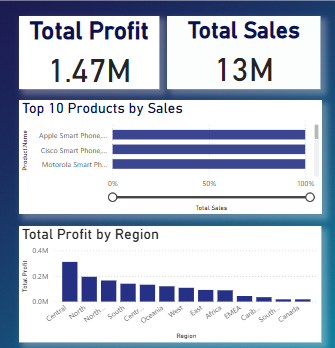 Total Profit
1.47M
Total Sales
13M
Top 10 Products by Sales
Product Name
Apple Smart Phone,...
Cisco Smart Phone,...
Motorola Smart Ph...
0%
50%
100%
Total Sales
Total Profit by Region
Total Profit
0.4M
0.2M
0.0M
Central
North
North...
South
Centr...
Oceania
West
East
Africa
EMEA
Carib...
South...
Canada
Region